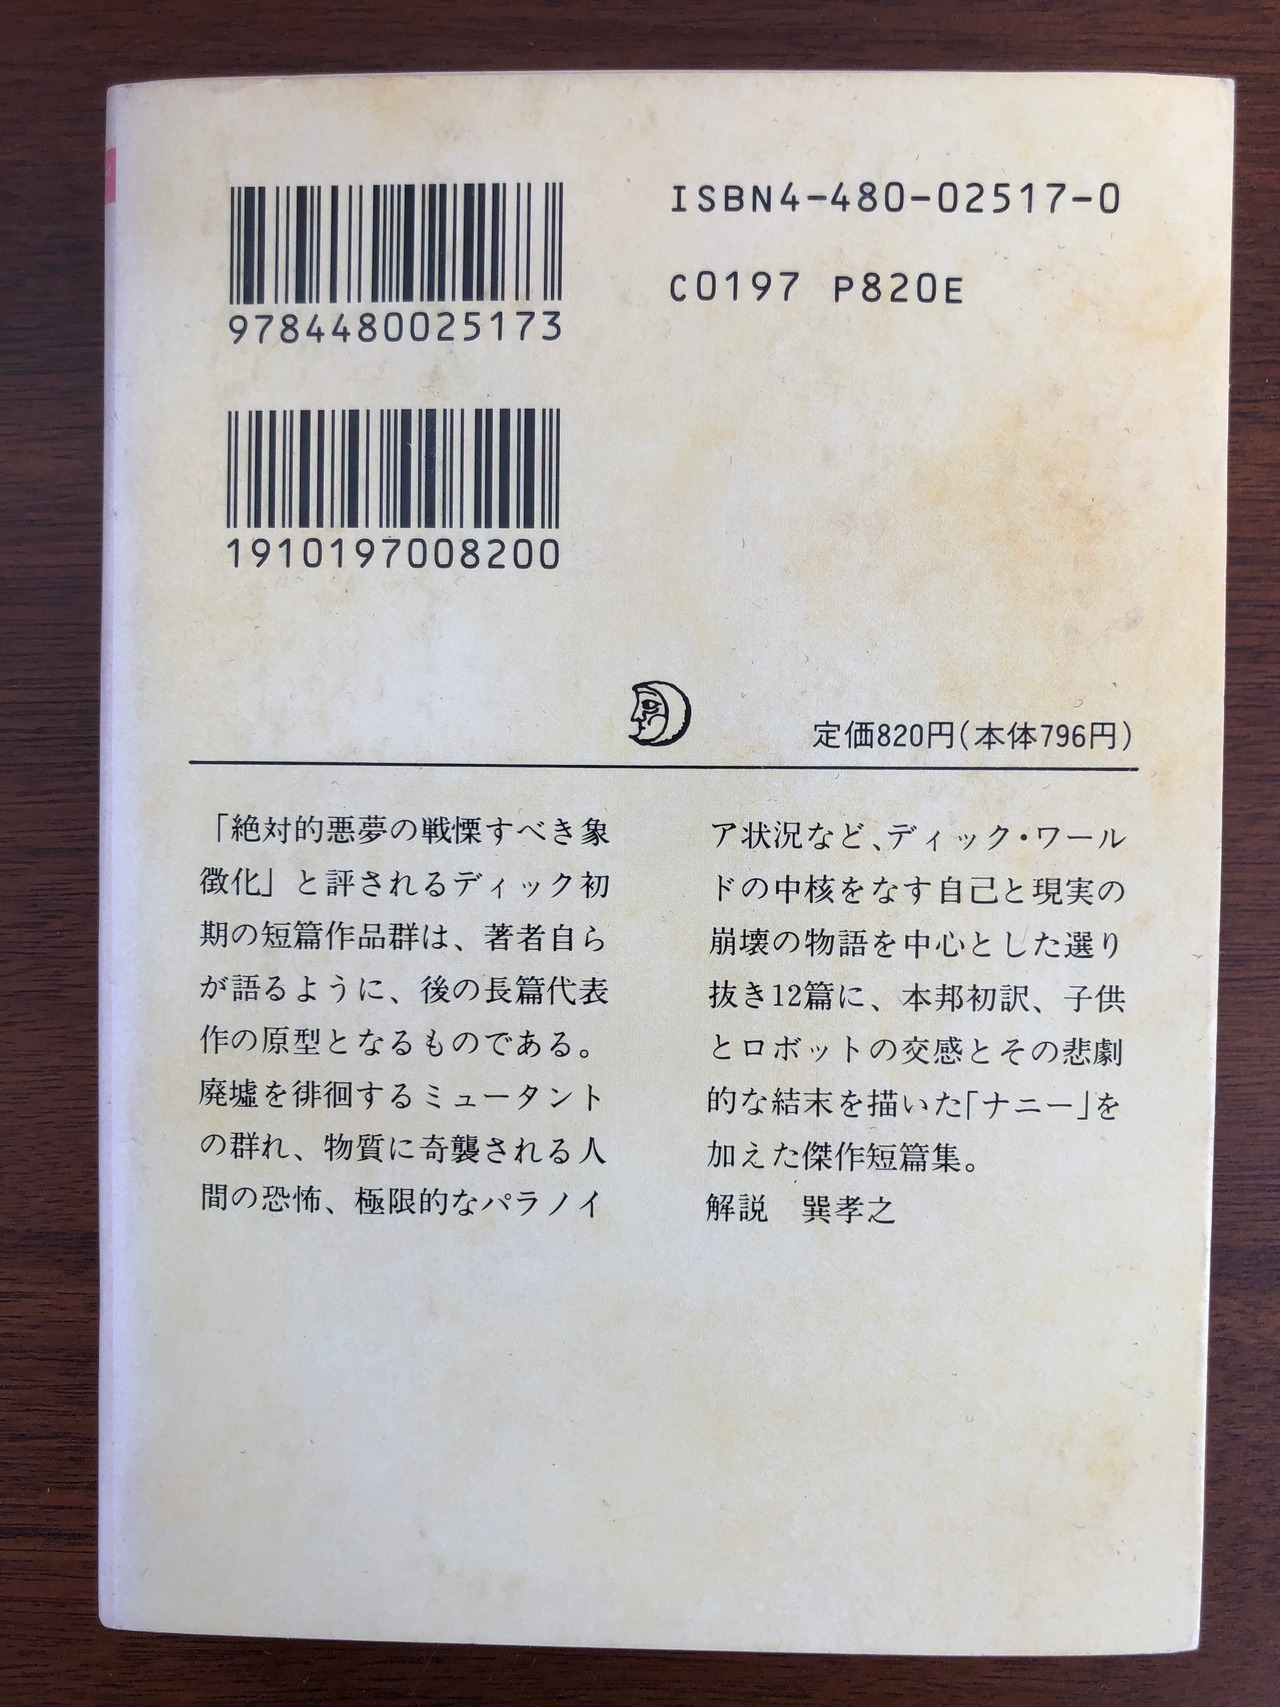 ISBN4-480-02517-0
C0197 P820E
9784480025173
1910197008200
定価820円(本体796円)
「絶対的悪夢の戦慄すべき象
徴化」と評されるディック初
期の短篇作品群は、著者自ら
が語るように、後の長篇代表
作の原型となるものである。
廃墟を徘徊するミュータント
の群れ、物質に奇襲される人
間の恐怖、極限的なパラノイ
ア状況など、ディック・ワール
ドの中核をなす自己と現実の
崩壊の物語を中心とした選り
抜き12篇に、本邦初訳、子供
とロボットの交感とその悲劇
的な結末を描いた「ナニー」を
加えた傑作短篇集。
解説　巽孝之